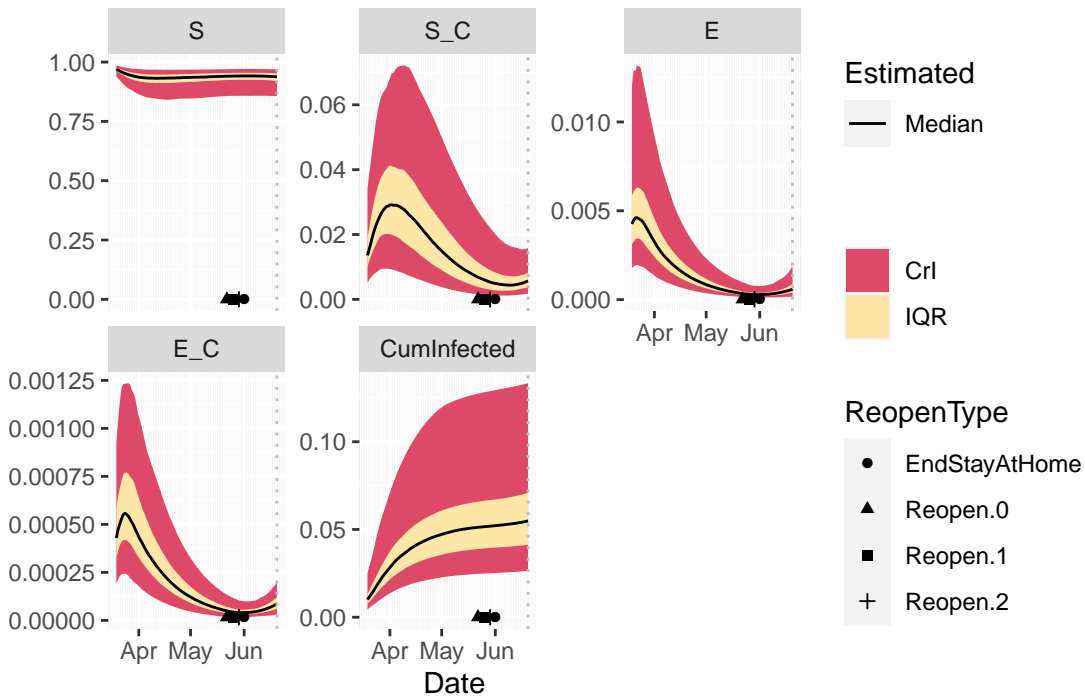 S
S_C
E
1.00
0.75
0.50
0.25
0.00
0.06
0.04
0.02
0.00
0.010
0.005
0.000
Apr May Jun
E_C
CumInfected
0.00125
0.00100
0.00075
0.00050
0.00025
0.00000
Apr May Jun
0.10
0.05
0.00
Apr May Jun
Date
Estimated
Median
CrI
IQR
ReopenType
EndStayAtHome
Reopen.0
Reopen.1
Reopen.2